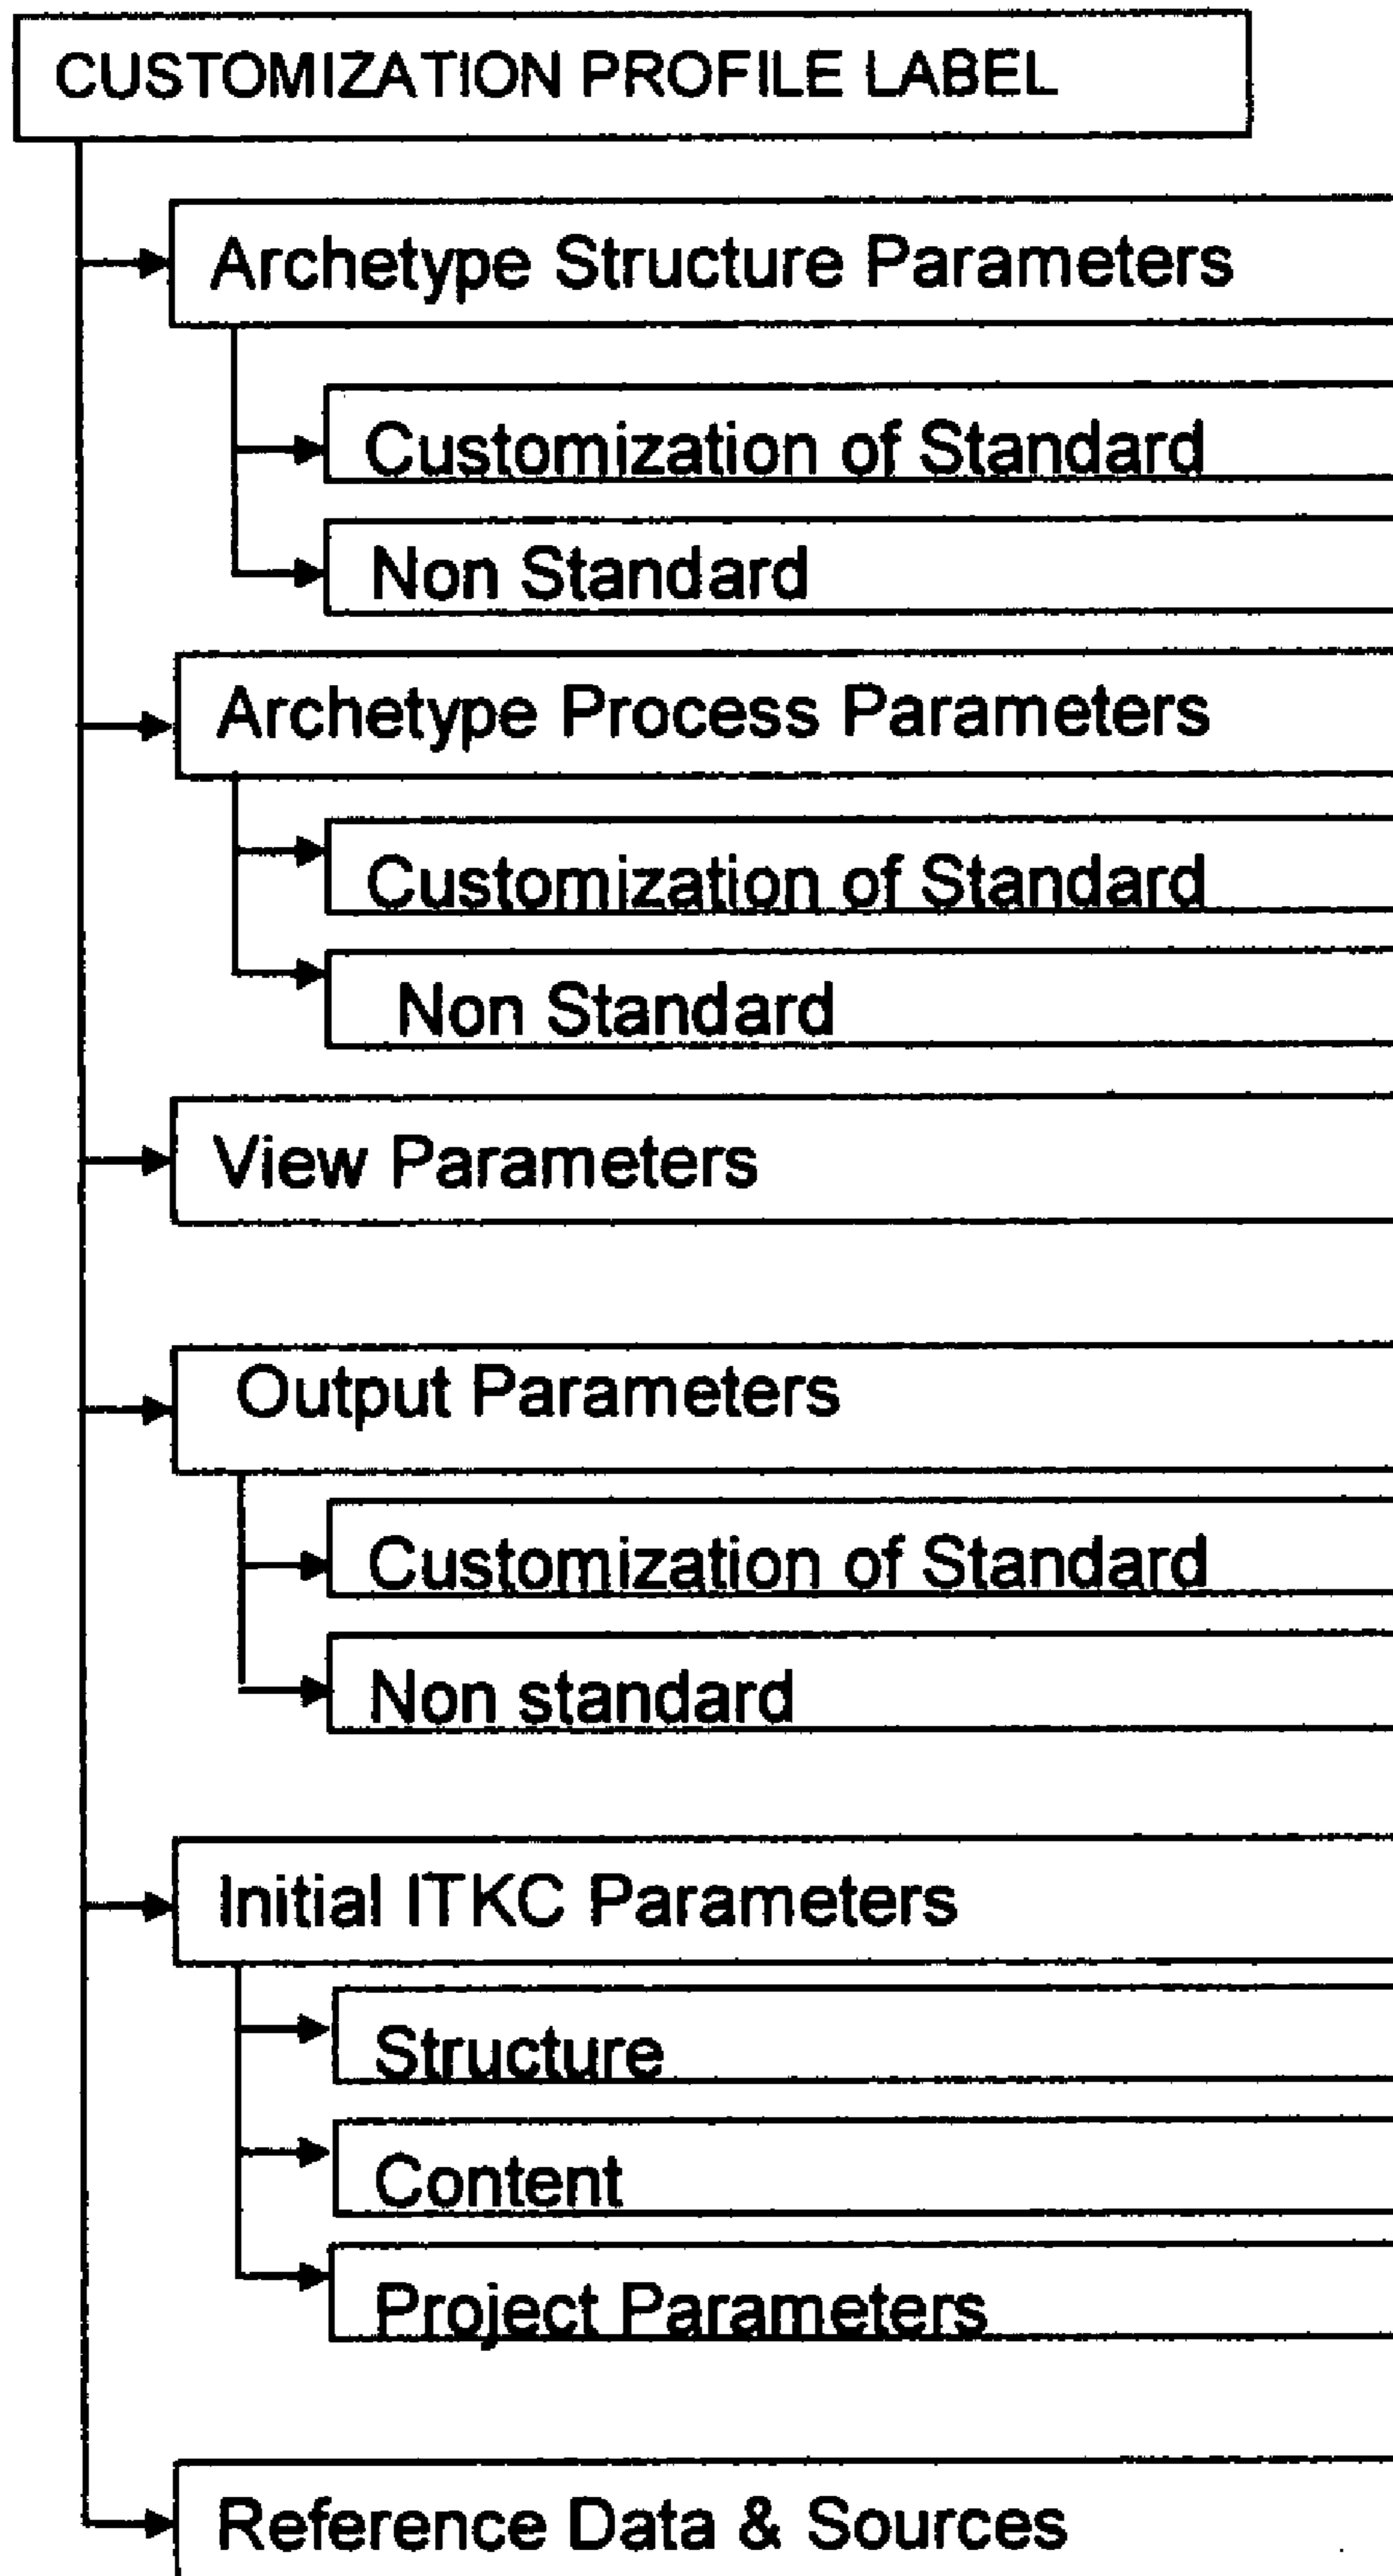 CUSTOMIZATION PROFILE LABEL
Archetype Structure Parameters
Customization of Standard
Non Standard
Archetype Process Parameters
Customization of Standard
Non Standard
View Parameters
Output Parameters
Customization of Standard
Non standard
Initial ITKC Parameters
Structure
Content
Project Parameters
Reference Data & Sources